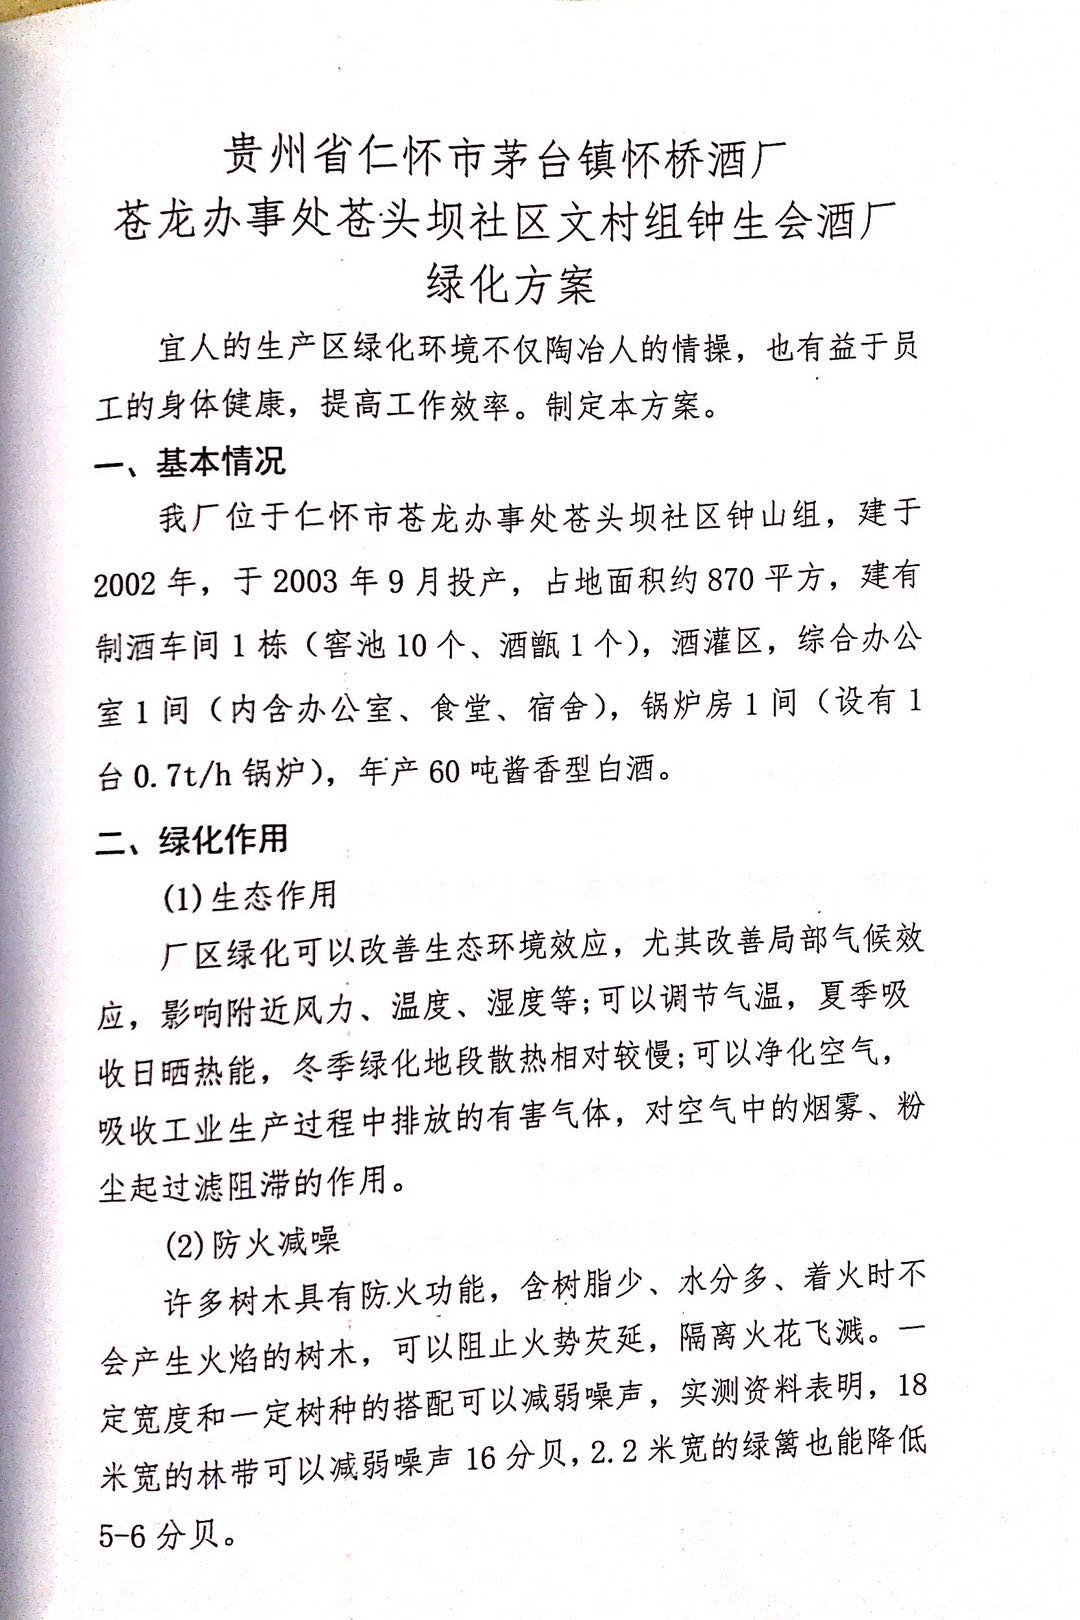 贵州省仁怀市茅台镇怀桥酒厂
苍龙办事处苍头坝社区文村组钟生会酒厂
绿化方案
宜人的生产区绿化环境不仅陶冶人的情操，也有益于员
工的身体健康，提高工作效率。制定本方案。
一、基本情况
我厂位于仁怀市苍龙办事处苍头坝社区钟山组，建于
2002 年，于 2003 年 9 月投产，占地面积约 870 平方，建有
制酒车间 1 栋（窖池 10 个、酒甑 1 个），酒灌区，综合办公
室 1 间（内含办公室、食堂、宿舍），锅炉房 1 间（设有 1
台 0.7t/h 锅炉），年产 60 吨酱香型白酒。
二、绿化作用
(1)生态作用
厂区绿化可以改善生态环境效应，尤其改善局部气候效
应，影响附近风力、温度、湿度等;可以调节气温，夏季吸
收日晒热能，冬季绿化地段散热相对较慢;可以净化空气，
吸收工业生产过程中排放的有害气体，对空气中的烟雾、粉
尘起过滤阻滞的作用。
(2)防火减噪
许多树木具有防火功能，含树脂少、水分多、着火时不
会产生火焰的树木，可以阻止火势芡延，隔离火花飞溅。一
定宽度和一定树种的搭配可以减弱噪声，实测资料表明，18
米宽的林带可以减弱噪声 16 分贝,2.2 米宽的绿篱也能降低
5-6 分贝。